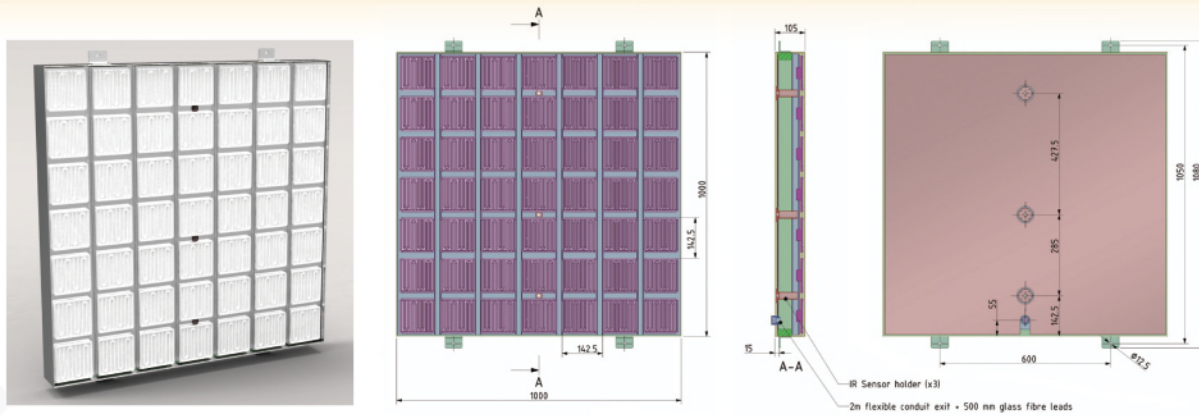 A
1000
142.5
142.5
A
1000
105
15
A-A
IR Sensor holder (x3)
2m flexible conduit exit + 500 mm glass fibre leads
427.5
285
142.5
55
600
Ø12.5
1050
1080